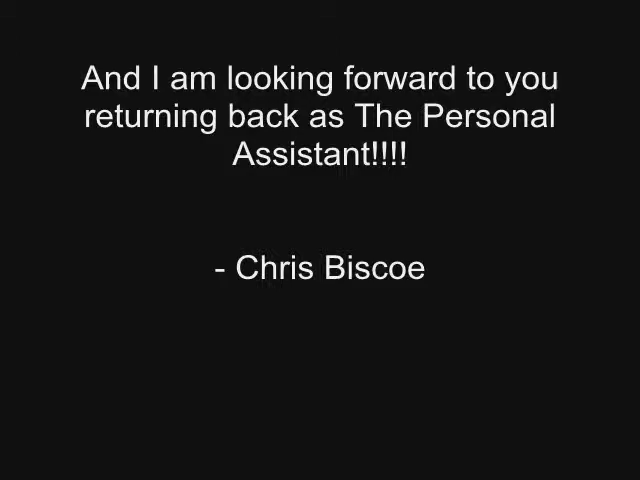 And I am looking forward to you
returning back as The Personal
Assistant!!!!
- Chris Biscoe